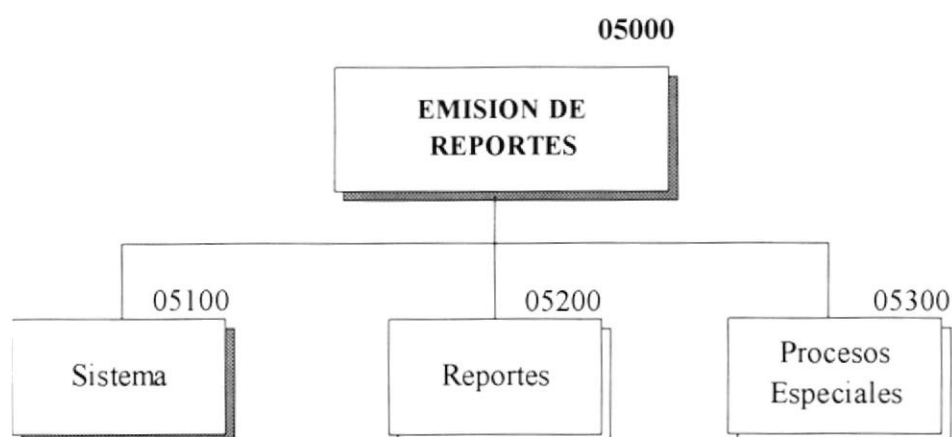 05000
EMISION DE
REPORTES
05100
05200
05300
Sistema
Reportes
Procesos
Especiales